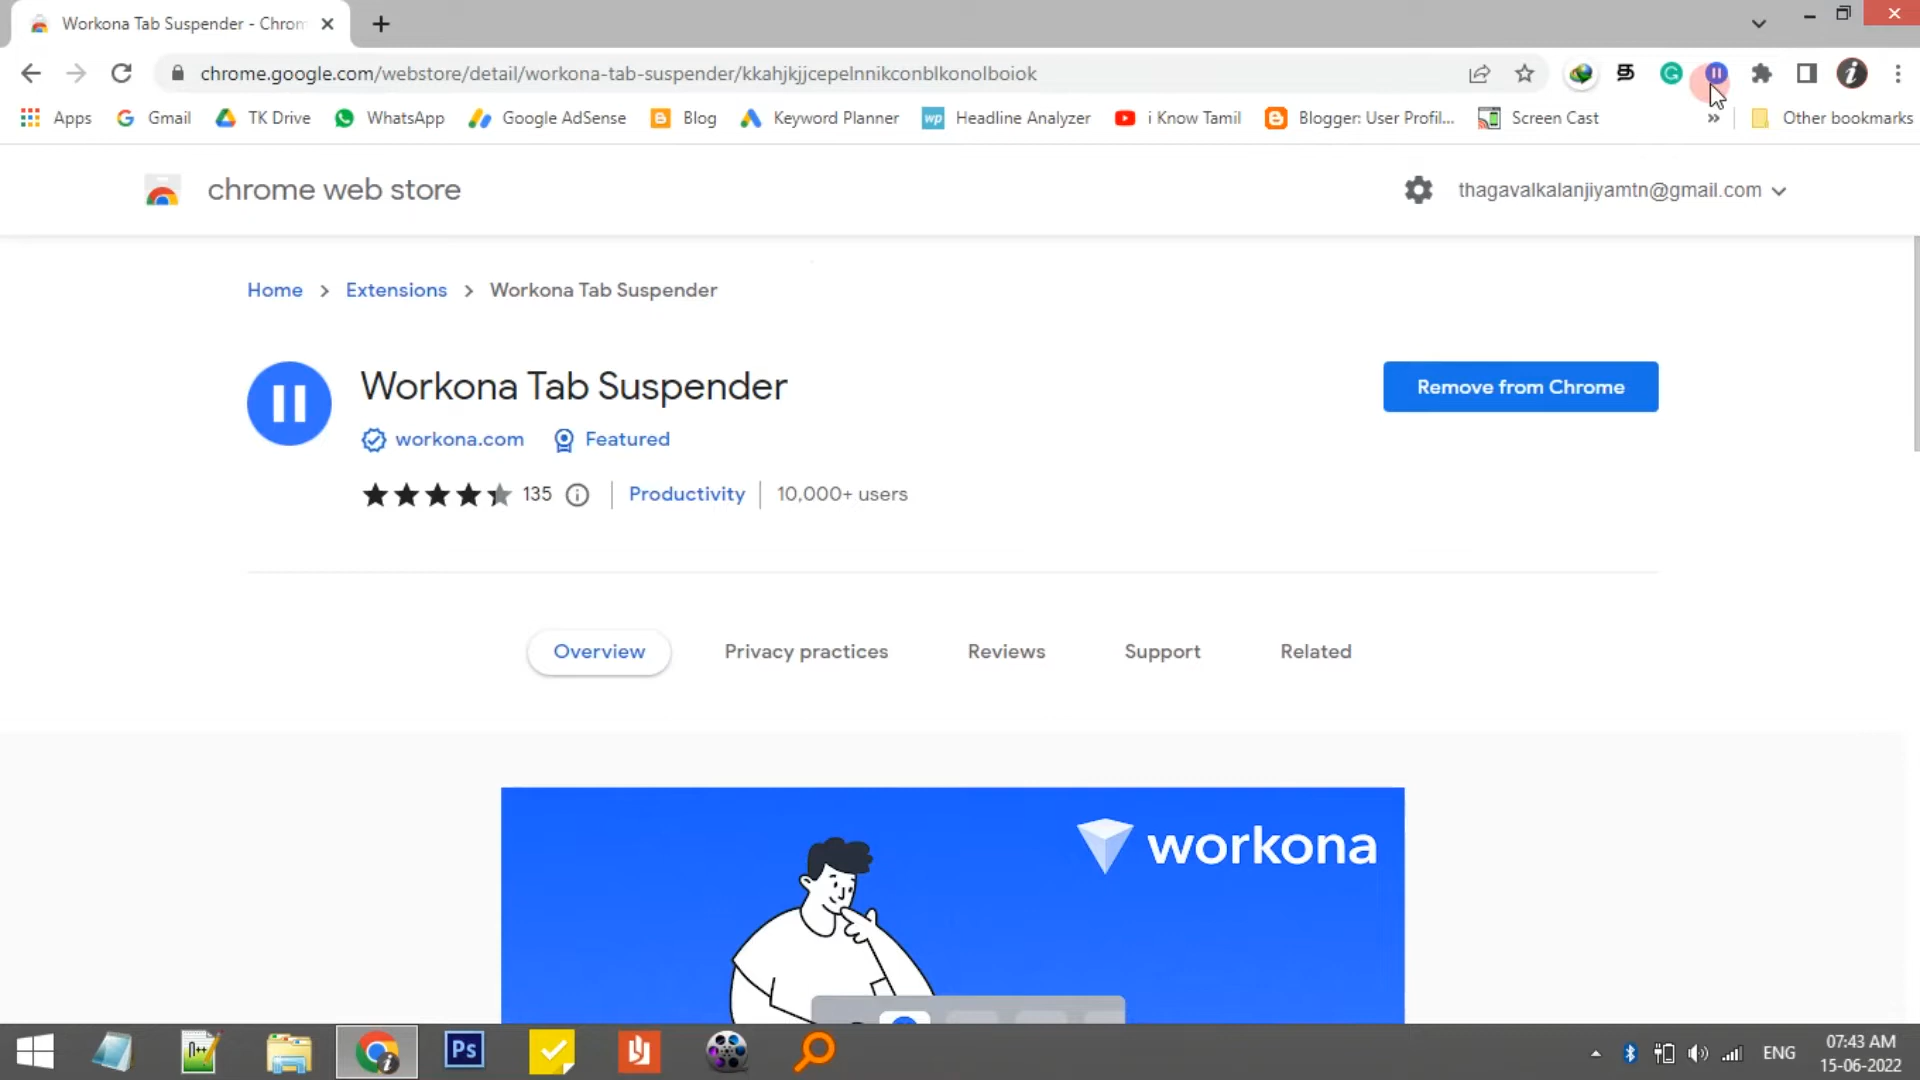 Workona Tab Suspender - Chrom
chrome.google.com/webstore/detail/workona-tab-suspender/kkahjkjjcepelnnikconblkonolboiok
Apps Gmail TK Drive WhatsApp Google AdSense Blog Keyword Planner wp Headline Analyzer i Know Tamil Blogger: User Profil... Screen Cast » Other bookmarks
chrome web store
thagavalkalanjiyamtn@gmail.com
Home > Extensions > Workona Tab Suspender
Workona Tab Suspender
Remove from Chrome
workona.com Featured
135 Productivity 10,000+ users
Overview Privacy practices Reviews Support Related
workona
Ps
ENG
07:43 AM
15-06-2022